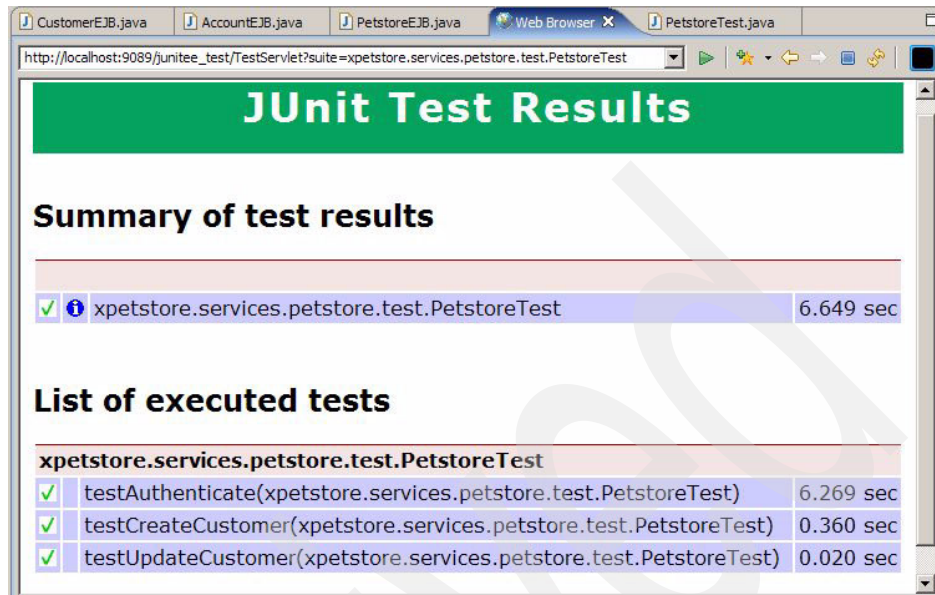 CustomerEJB.java AccountEJB.java PetstoreEJB.java Web Browser PetstoreTest.java
http://localhost:9089/junitee_test/TestServlet?suite=xpetstore.services.petstore.test.PetstoreTest
JUnit Test Results
Summary of test results
xpetstore.services.petstore.test.PetstoreTest 6.649 sec
List of executed tests
xpetstore.services.petstore.test.PetstoreTest
testAuthenticate(xpetstore.services.petstore.test.PetstoreTest) 6.269 sec
testCreateCustomer(xpetstore.services.petstore.test.PetstoreTest) 0.360 sec
testUpdateCustomer(xpetstore.services.petstore.test.PetstoreTest) 0.020 sec